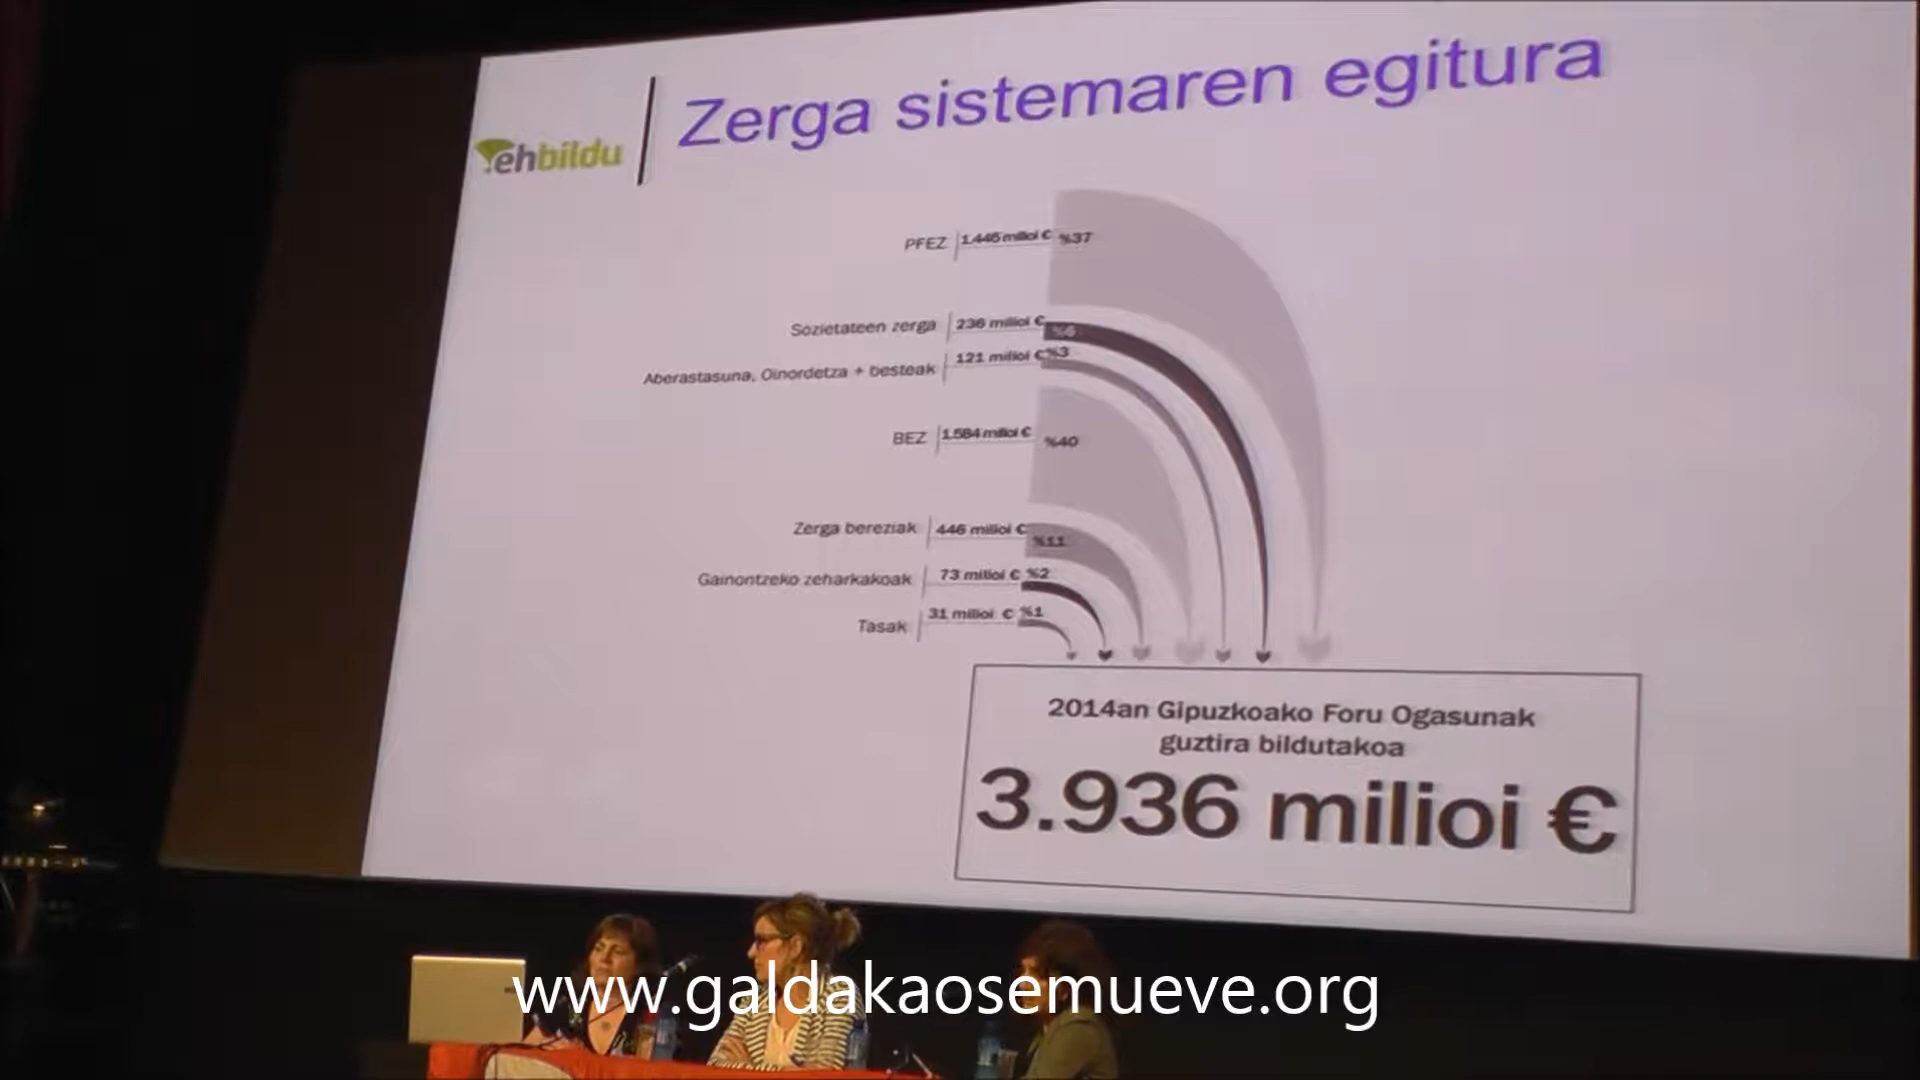 ehbildu
Zerga sistemaren egitura
PFEZ 1.445 milioi € %37
Sozietateen zerga 236 milioi € %6
Aberastasuna, Oinordetza + besteak 121 milioi € %3
BEZ 1.584 milioi € %40
Zerga bereziak 446 milioi € %11
Gainontzeko zeharkakoak 73 milioi € %2
Tasak 31 milioi € %1
2014an Gipuzkoako Foru Ogasunak
guztira bildutakoa
3.936 milioi €
www.galdakaosemueve.org